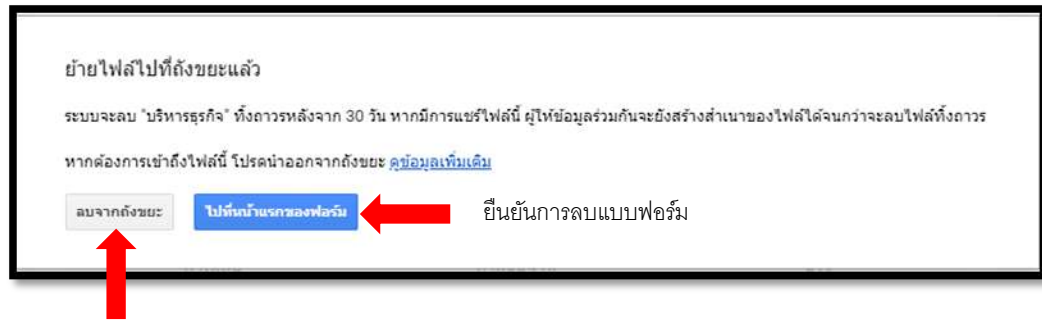 ย้ายไฟล์ไปที่ถังขยะแล้ว
ระบบจะลบ "บริหารธุรกิจ" ทิ้งถาวรหลังจาก 30 วัน หากมีการแชร์ไฟล์นี้ ผู้ให้ข้อมูลร่วมกันจะยังสร้างสำเนาของไฟล์ได้จนกว่าจะลบไฟล์ทิ้งถาวร
หากต้องการเข้าถึงไฟล์นี้ โปรดนำออกจากถังขยะ ดูข้อมูลเพิ่มเติม
ลบจากถังขยะ ไปที่หน้าแรกของฟอร์ม ยืนยันการลบแบบฟอร์ม